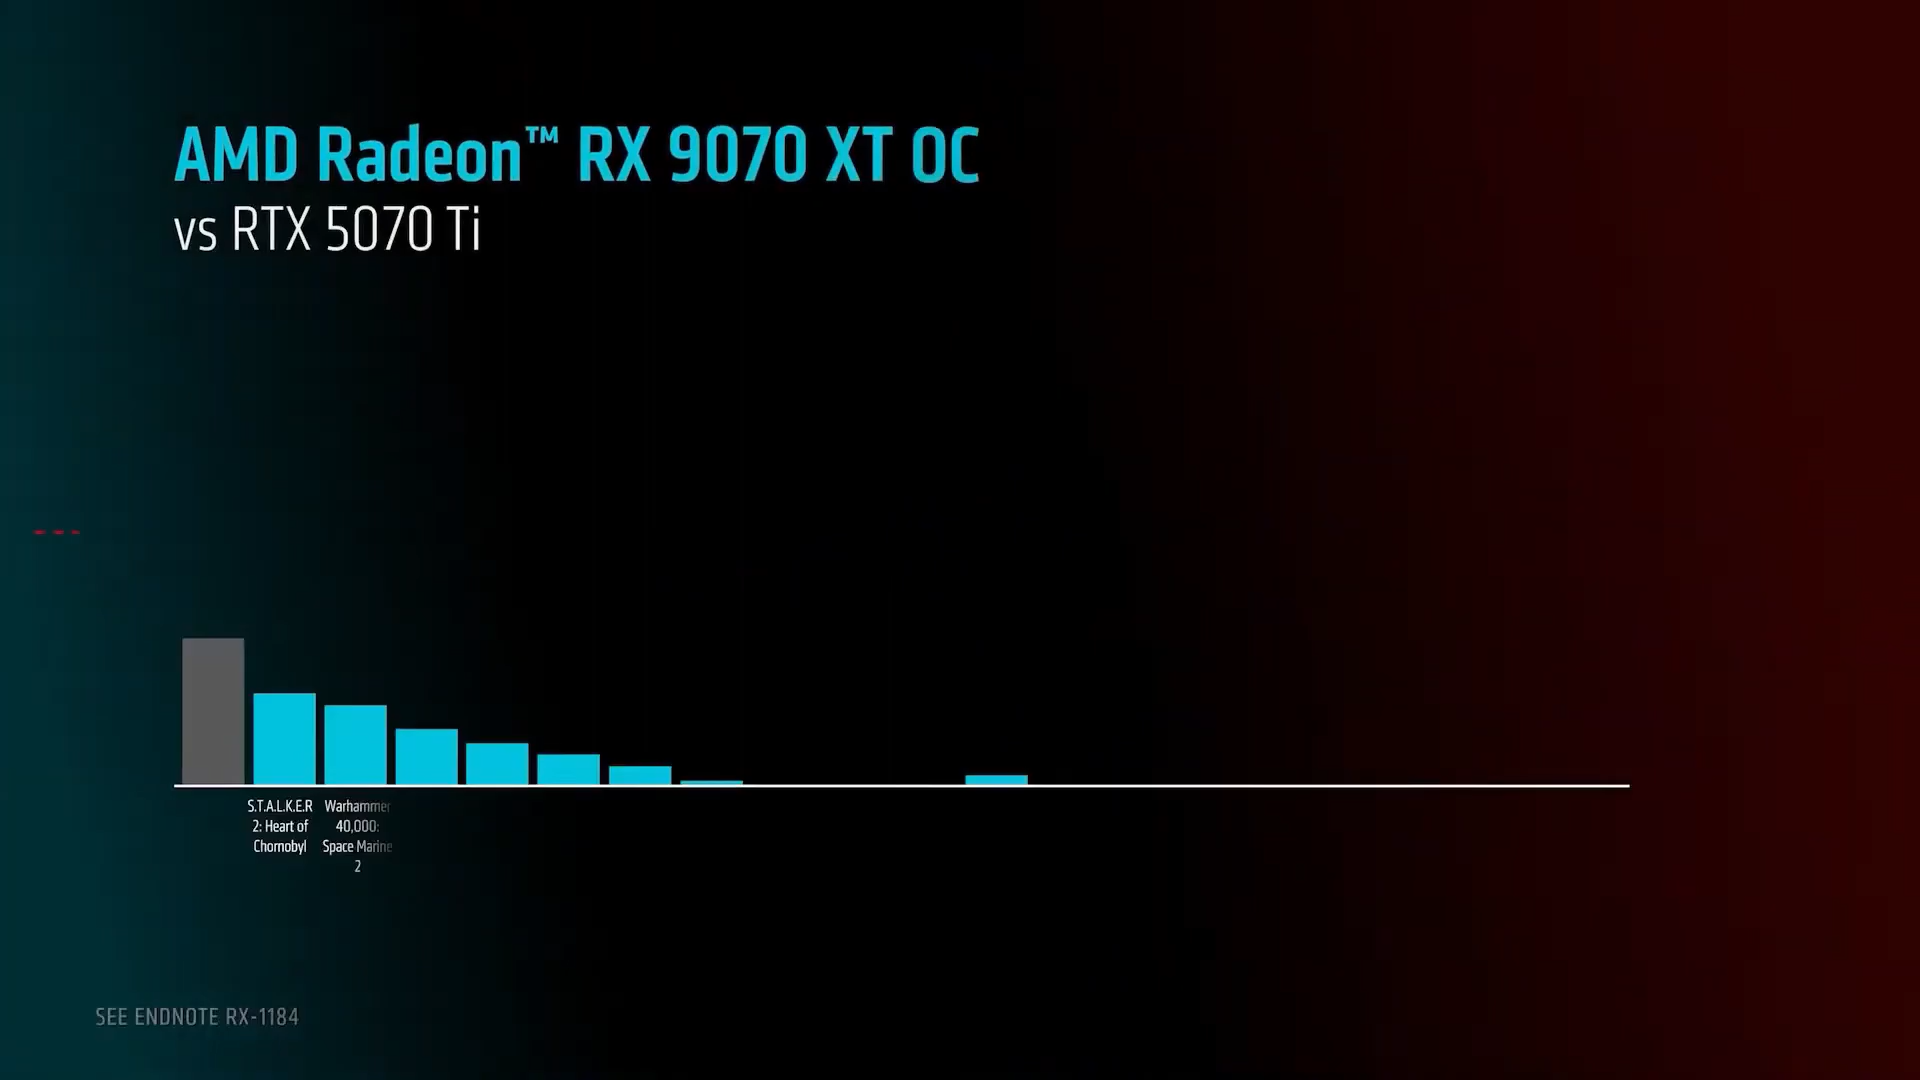 AMD Radeon™ RX 9070 XT OC
vs RTX 5070 Ti
S.T.A.L.K.E.R
2: Heart of
Chornobyl
Warhammer
40,000:
Space Marine
2
SEE ENDNOTE RX-1184